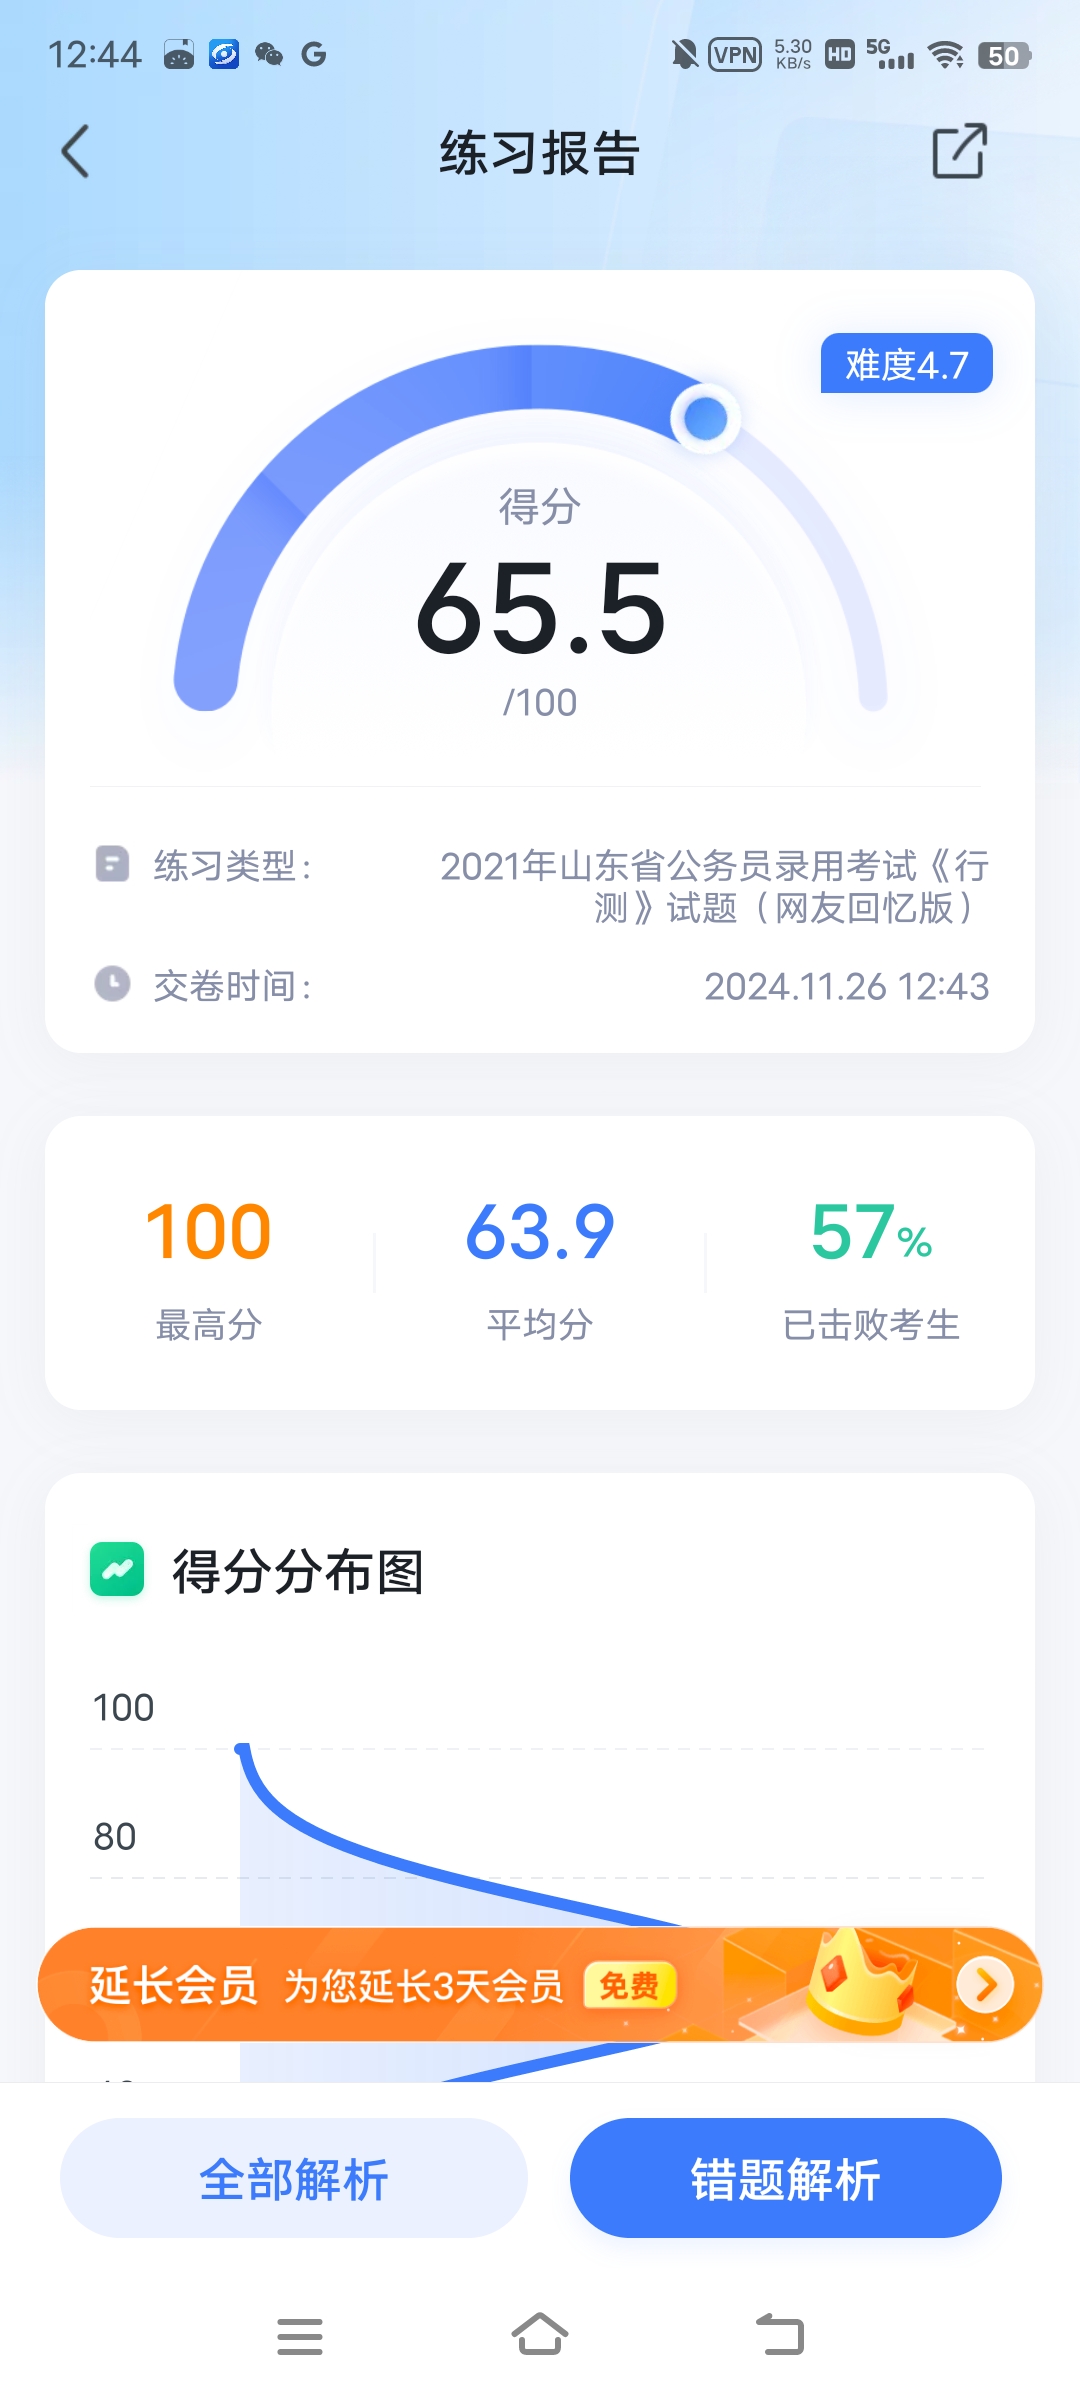 12:44
VPN
5.30
KB/s
HD
5G
50
练习报告
难度4.7
得分
65.5
/100
练习类型：
2021年山东省公务员录用考试《行
测》试题（网友回忆版）
交卷时间：
2024.11.26 12:43
100
63.9
57%
最高分
平均分
已击败考生
得分分布图
100
80
延长会员 为您延长3天会员 免费
全部解析
错题解析